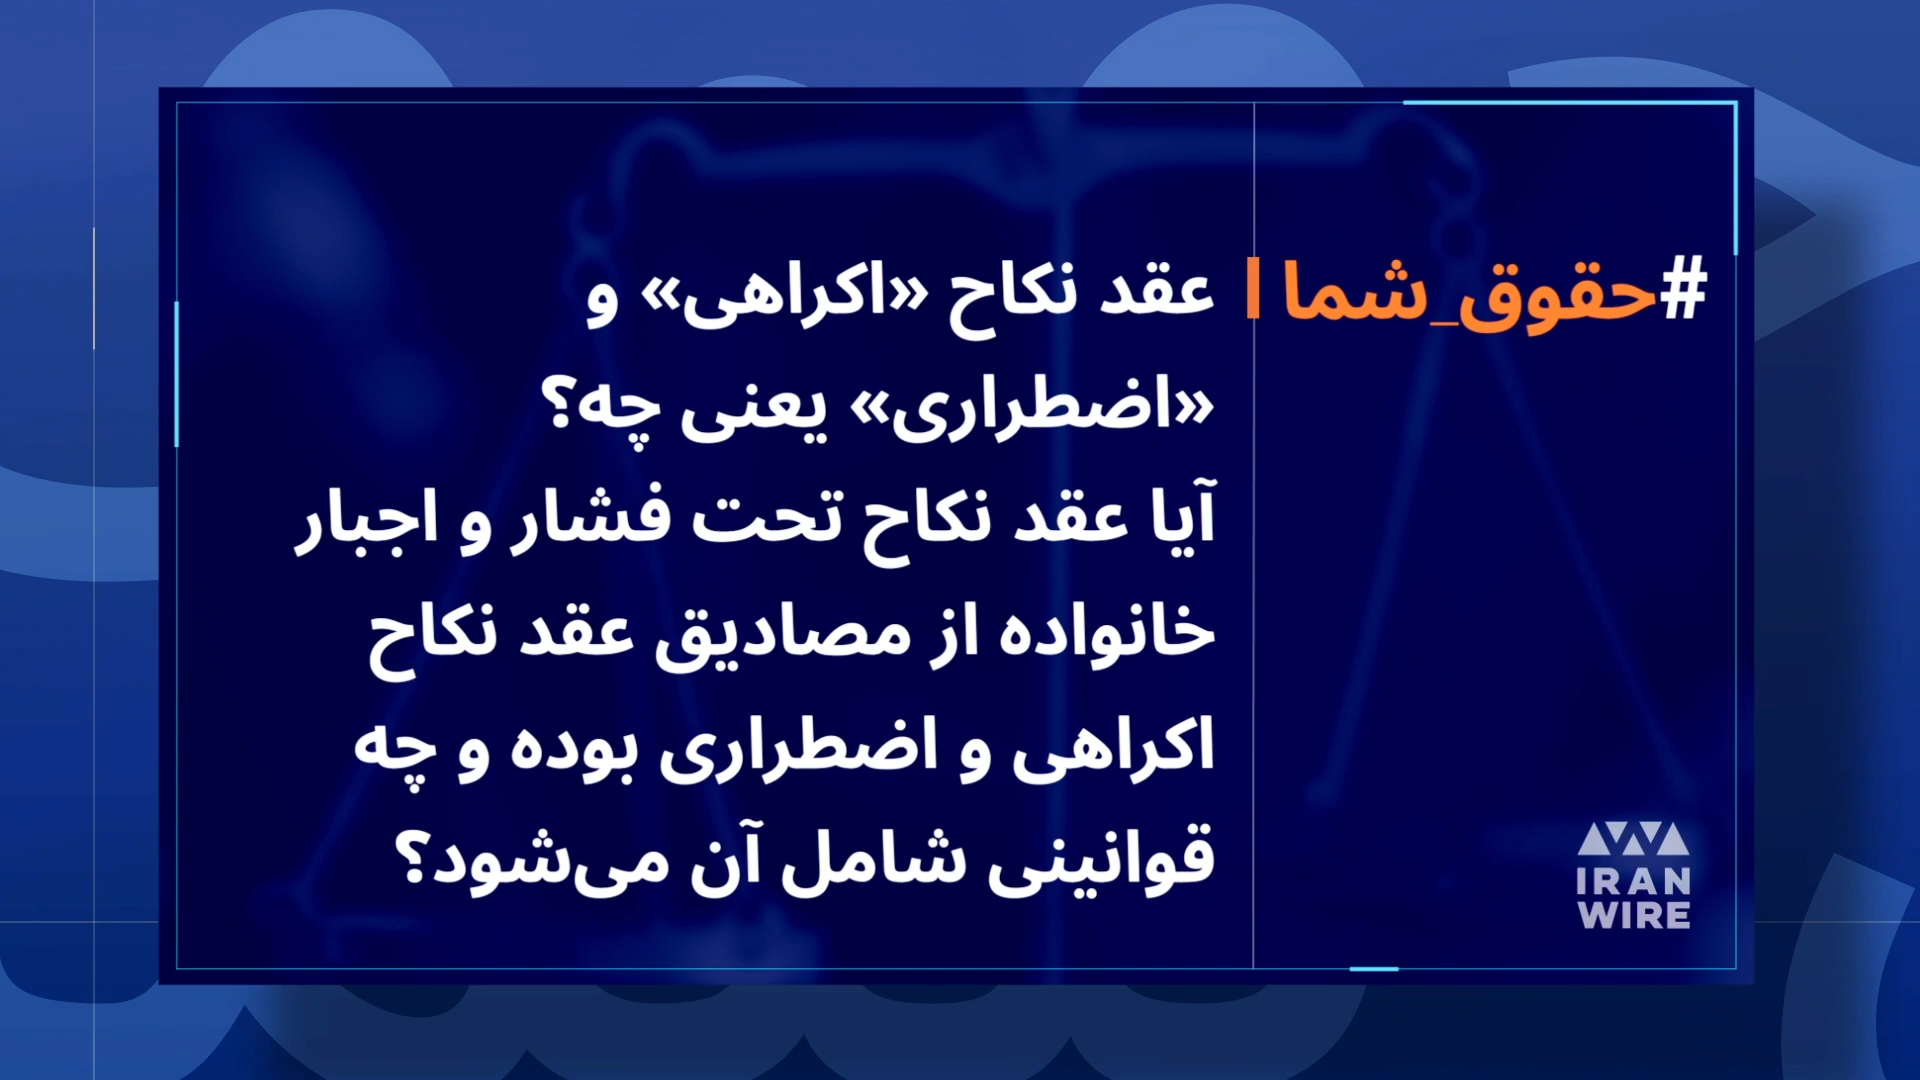 #حقوق_شما | عقد نکاح «اکراهی» و
«اضطراری» یعنی چه؟
آیا عقد نکاح تحت فشار و اجبار
خانواده از مصادیق عقد نکاح
اکراهی و اضطراری بوده و چه
قوانینی شامل آن می‌شود؟
IRAN
WIRE